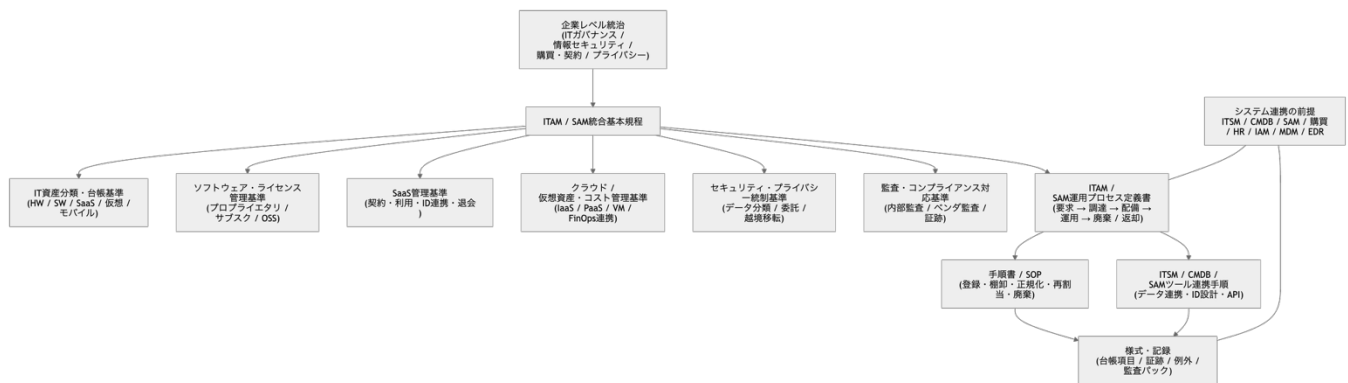 企業レベル統治
(ITガバナンス /
情報セキュリティ /
購買・契約 / プライバシー)
ITAM / SAM統合基本規程
システム連携の前提
ITSM / CMDB / SAM / 購買
/ HR / IAM / MDM / EDR
IT資産分類・台帳基準
(HW / SW / SaaS / 仮想 /
モバイル)
ソフトウェア・ライセンス
管理基準
(プロプライエタリ /
サブスク / OSS)
SaaS管理基準
(契約・利用・ID連携・退会
)
クラウド /
仮想資産・コスト管理基準
(IaaS / PaaS / VM /
FinOps連携)
セキュリティ・プライバシ
ー統制基準
(データ分類 / 委託 /
越境移転)
監査・コンプライアンス対
応基準
(内部監査 / ベンダ監査 /
証跡)
ITAM /
SAM運用プロセス定義書
(要求 → 調達 → 配備 →
運用 → 廃棄 / 返却)
手順書 / SOP
(登録・棚卸・正規化・再割
当・廃棄)
ITSM / CMDB /
SAMツール連携手順
(データ連携・ID設計・API)
様式・記録
(台帳項目 / 証跡 / 例外 /
監査パック)